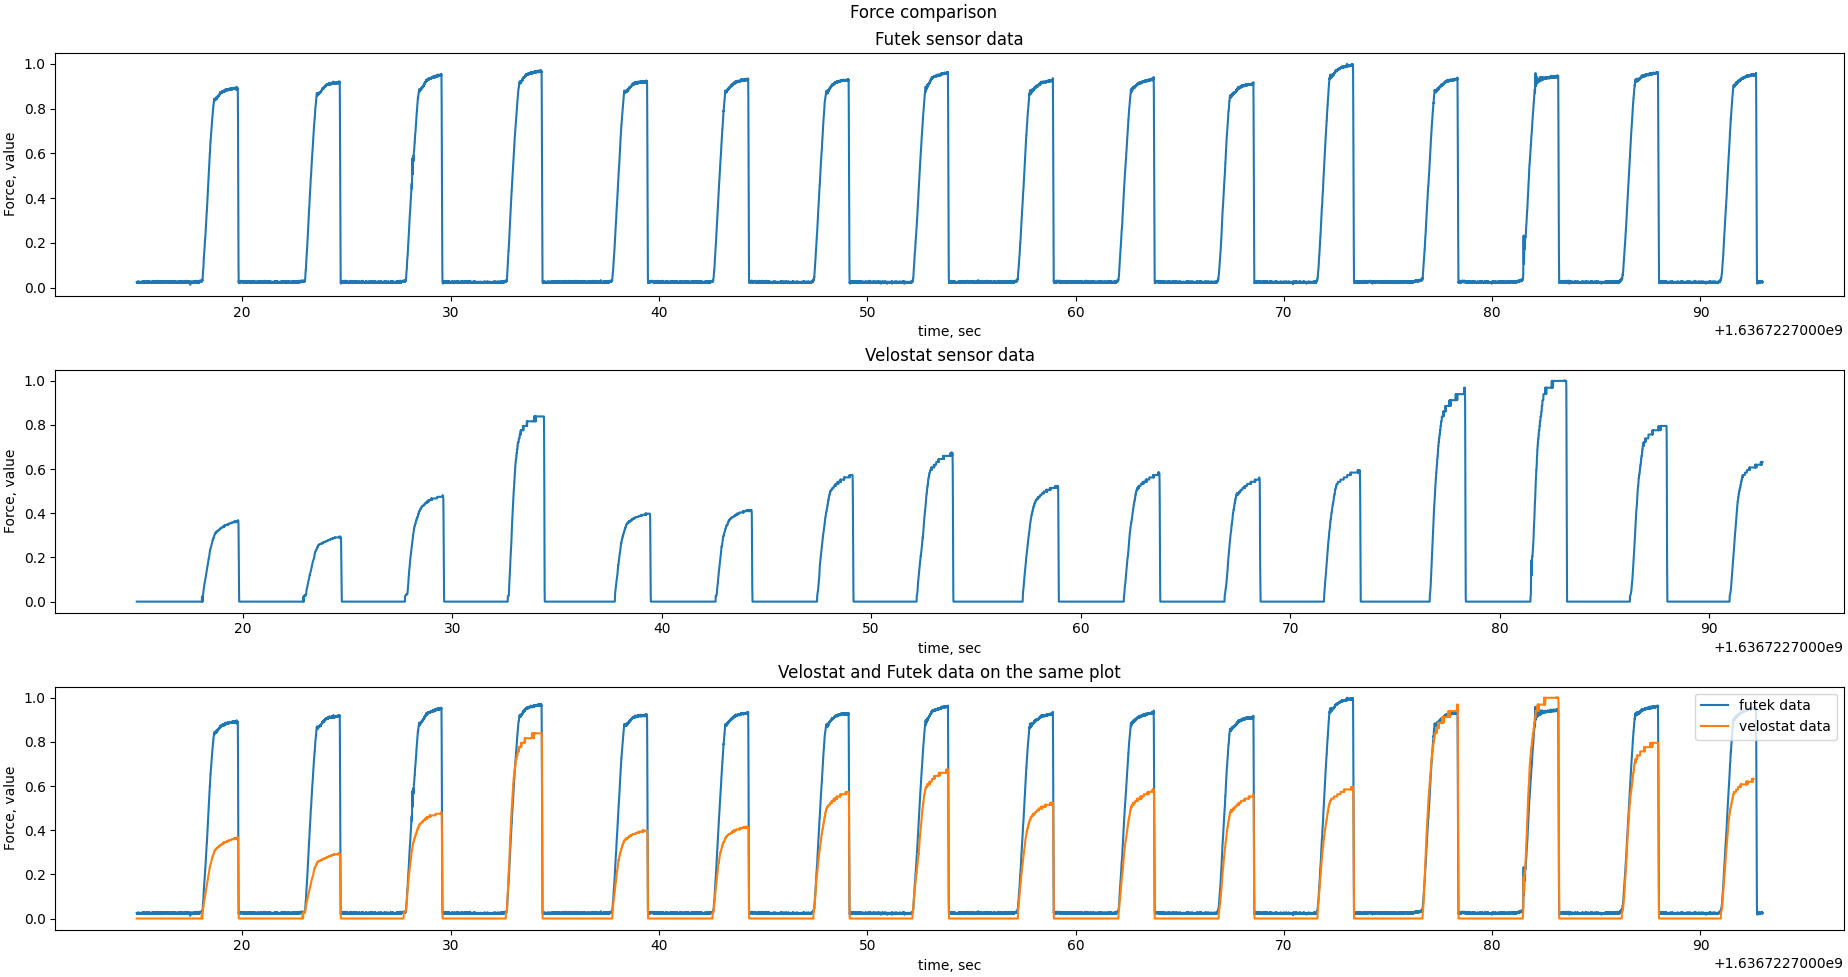 Force comparison
Futek sensor data
Force, value
1.0
0.8
0.6
0.4
0.2
0.0
20 30 40 50 60 70 80 90
time, sec
+1.6367227000e9
Velostat sensor data
Force, value
1.0
0.8
0.6
0.4
0.2
0.0
20 30 40 50 60 70 80 90
time, sec
+1.6367227000e9
Velostat and Futek data on the same plot
Force, value
1.0
0.8
0.6
0.4
0.2
0.0
futek data
velostat data
20 30 40 50 60 70 80 90
time, sec
+1.6367227000e9